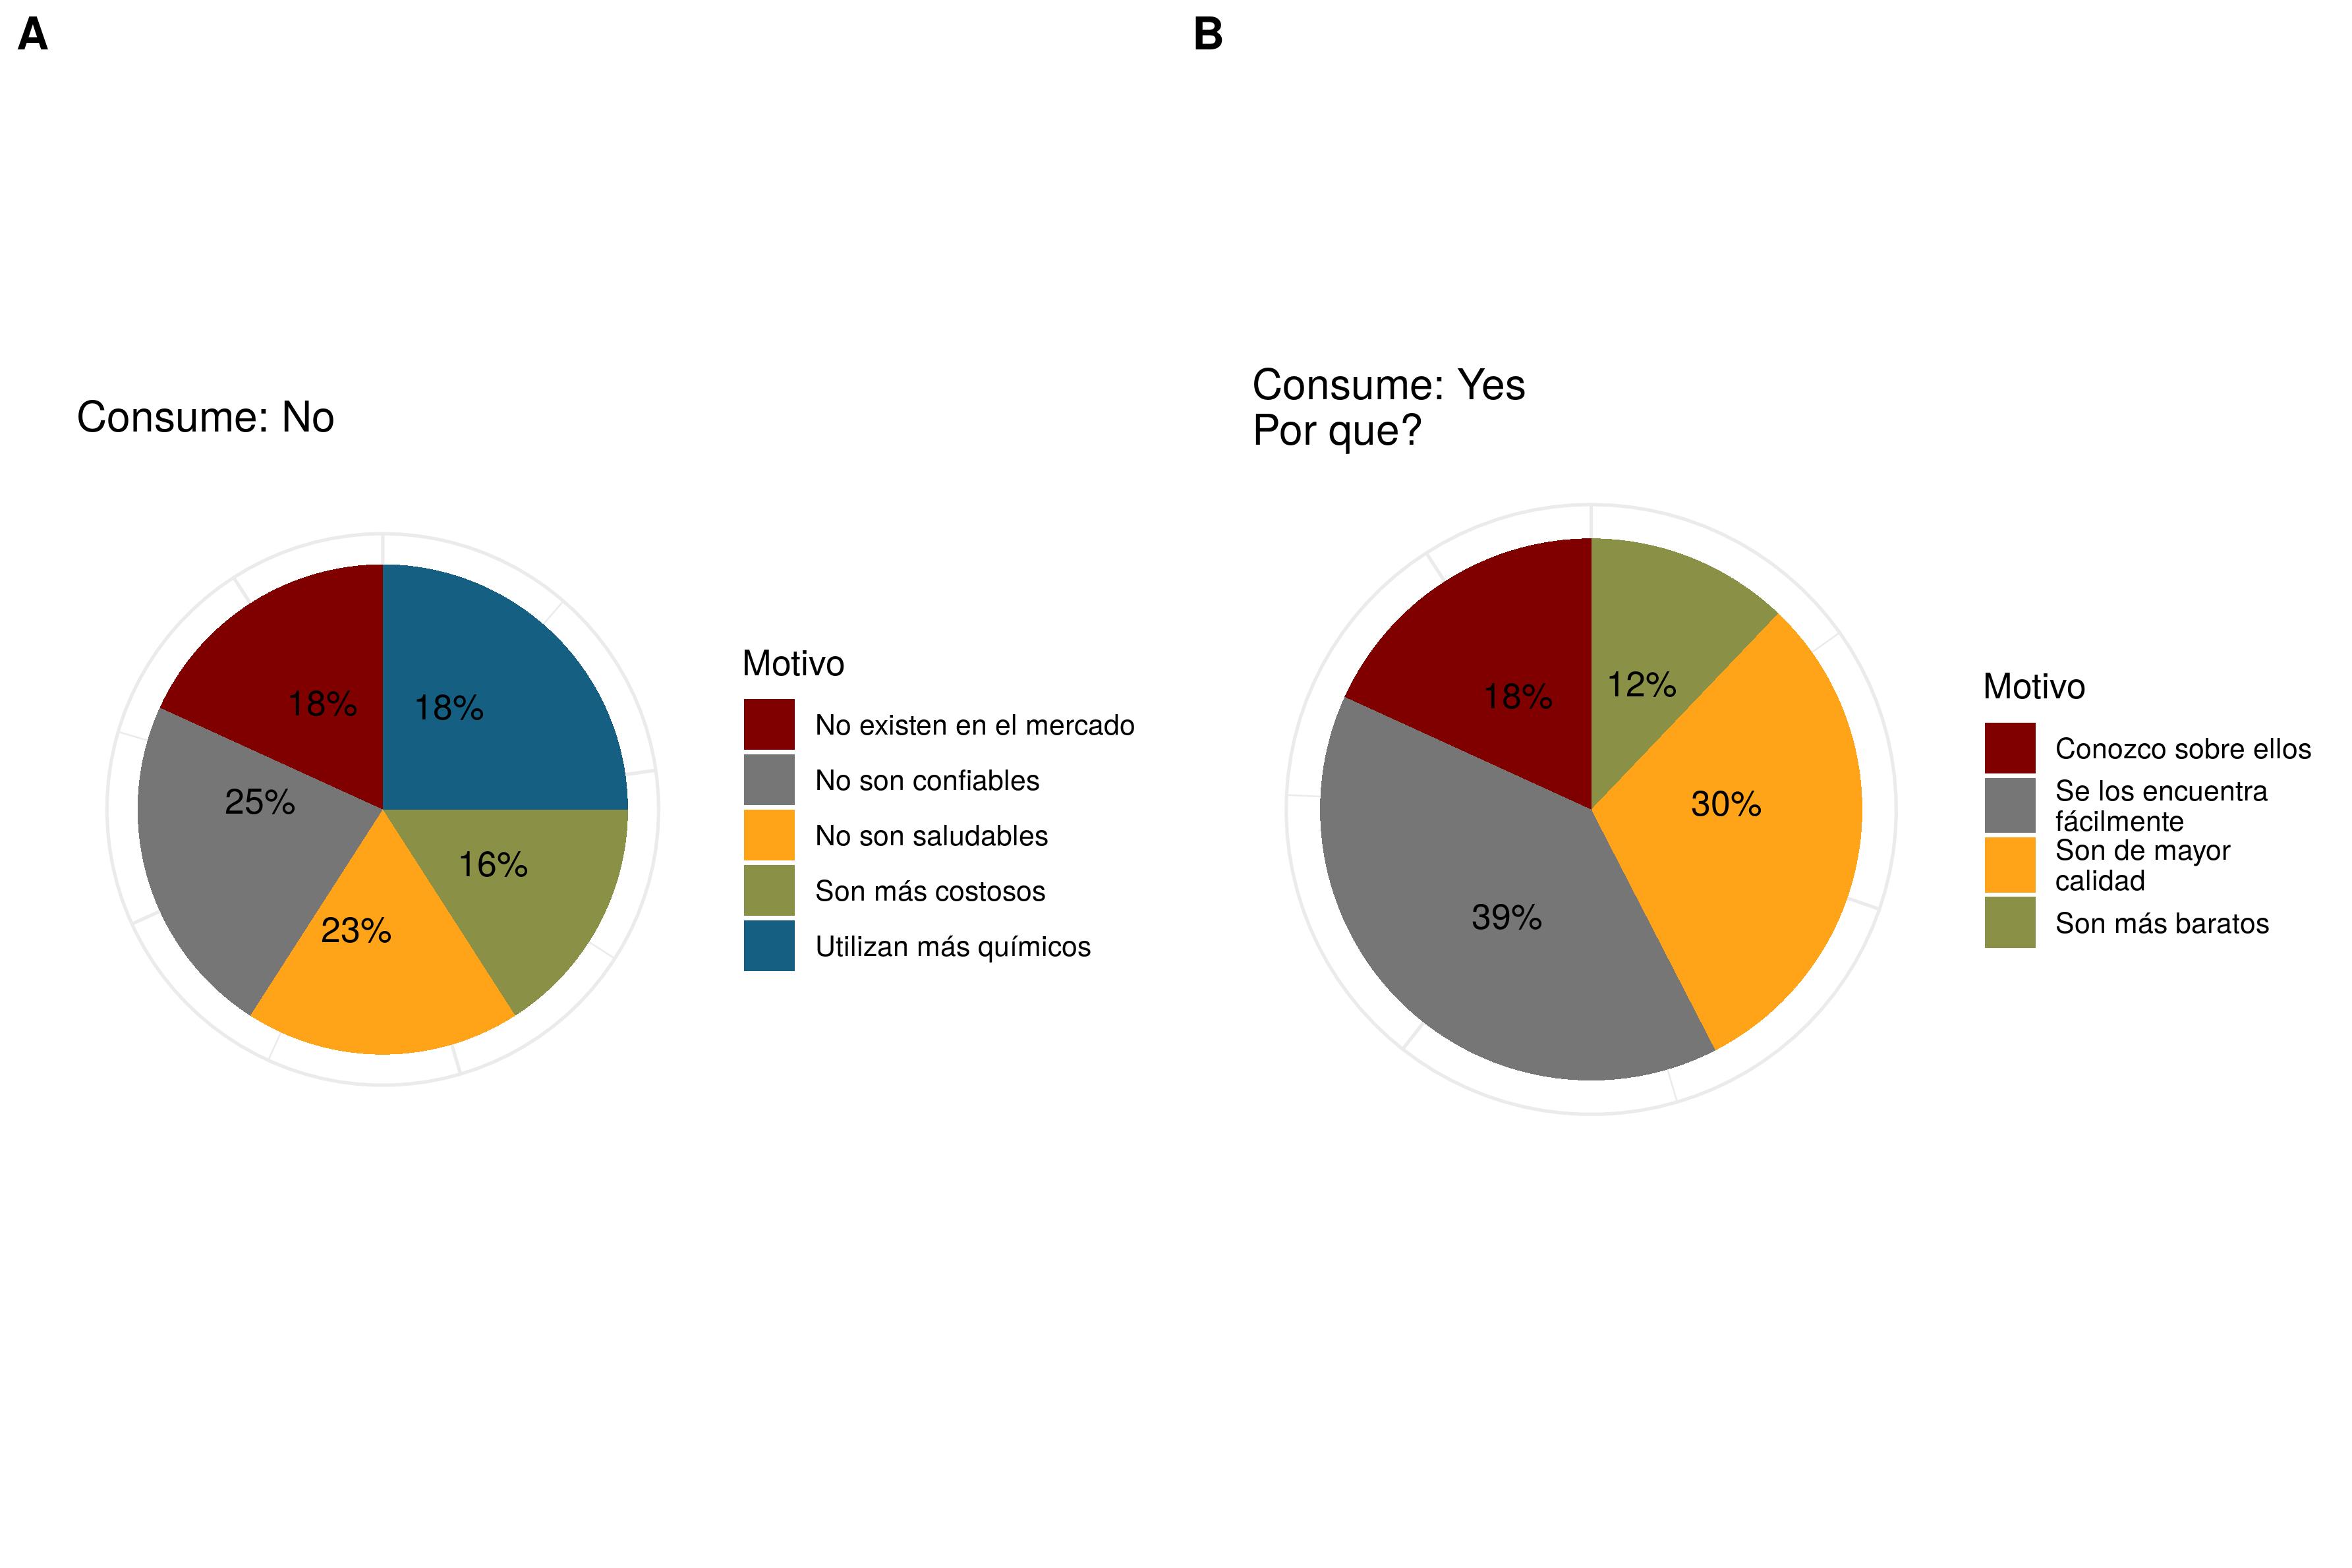 A
Consume: No
18%
18%
25%
16%
23%
Motivo
No existen en el mercado
No son confiables
No son saludables
Son más costosos
Utilizan más químicos
B
Consume: Yes
Por que?
18%
12%
30%
39%
Motivo
Conozco sobre ellos
Se los encuentra
fácilmente
Son de mayor
calidad
Son más baratos